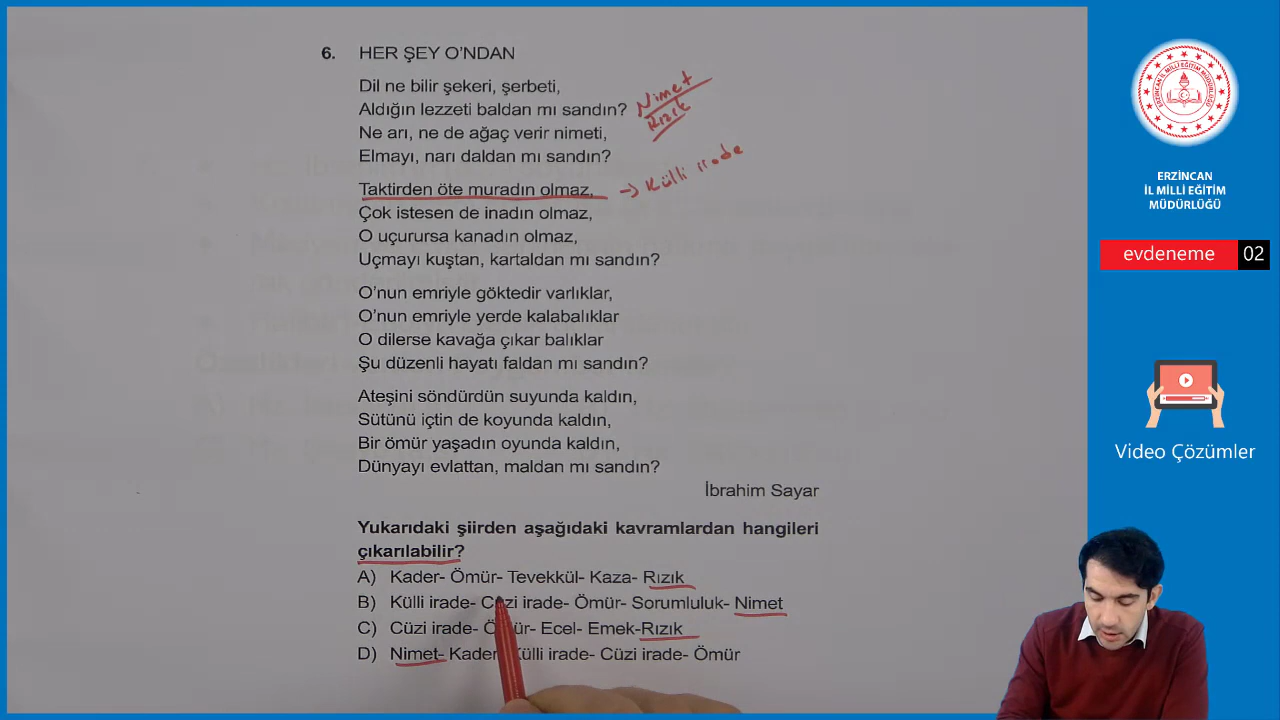 6. HER ŞEY O'NDAN
Dil ne bilir şekeri, şerbeti,
Aldığın lezzeti baldan mı sandın?
Ne arı, ne de ağaç verir nimeti,
Elmayı, narı daldan mı sandın?
Nimet
Rızık
Taktirden öte muradın olmaz,
→ Külli irade
Çok istesen de inadın olmaz,
O uçurursa kanadın olmaz,
Uçmayı kuştan, kartaldan mı sandın?
O'nun emriyle göktedir varlıklar,
O'nun emriyle yerde kalabalıklar
O dilerse kavağa çıkar balıklar
Şu düzenli hayatı faldan mı sandın?
Ateşini söndürdün suyunda kaldın,
Sütünü içtin de koyunda kaldın,
Bir ömür yaşadın oyunda kaldın,
Dünyayı evlattan, maldan mı sandın?
İbrahim Sayar
Yukarıdaki şiirden aşağıdaki kavramlardan hangileri
çıkarılabilir?
A) Kader- Ömür- Tevekkül- Kaza- Rızık
B) Külli irade- Cüzi irade- Ömür- Sorumluluk- Nimet
C) Cüzi irade- Ömür- Ecel- Emek-Rızık
D) Nimet- Kader- Külli irade- Cüzi irade- Ömür
ERZİNCAN
İL MİLLİ EĞİTİM
MÜDÜRLÜĞÜ
evdeneme 02
Video Çözümler